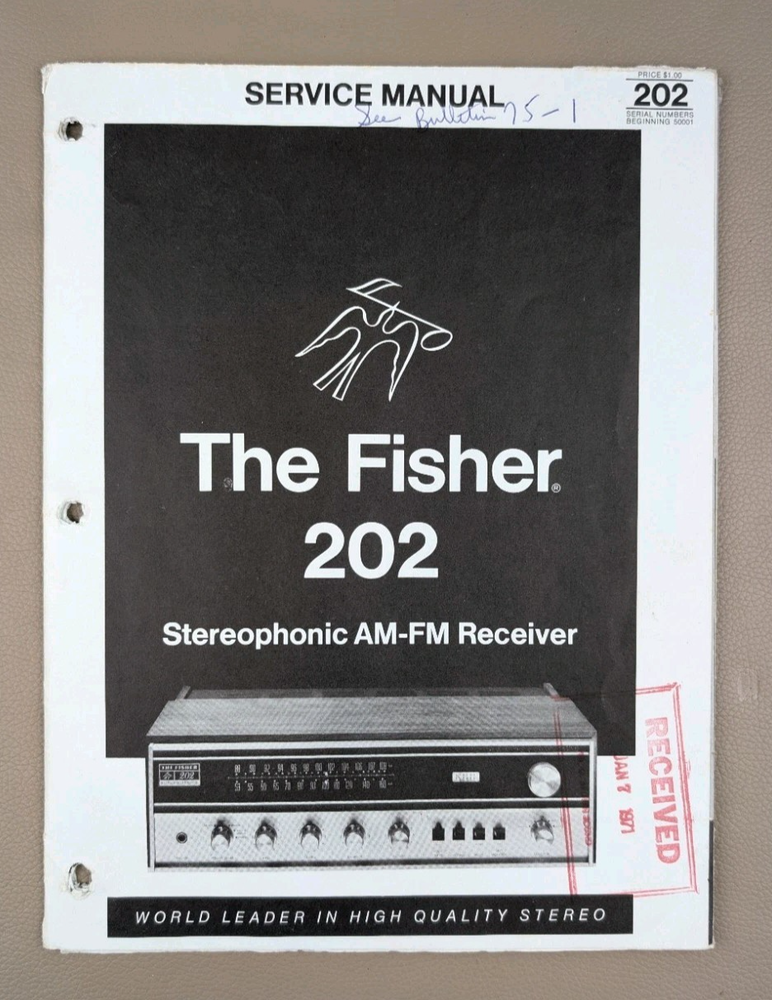 SERVICE MANUAL
See Bulletin 75-1
PRICE $1.00
202
SERIAL NUMBERS
BEGINNING 50001
The Fisher®
202
Stereophonic AM-FM Receiver
THE FISHER
202
RECEIVED
JAN 7 1971
WORLD LEADER IN HIGH QUALITY STEREO